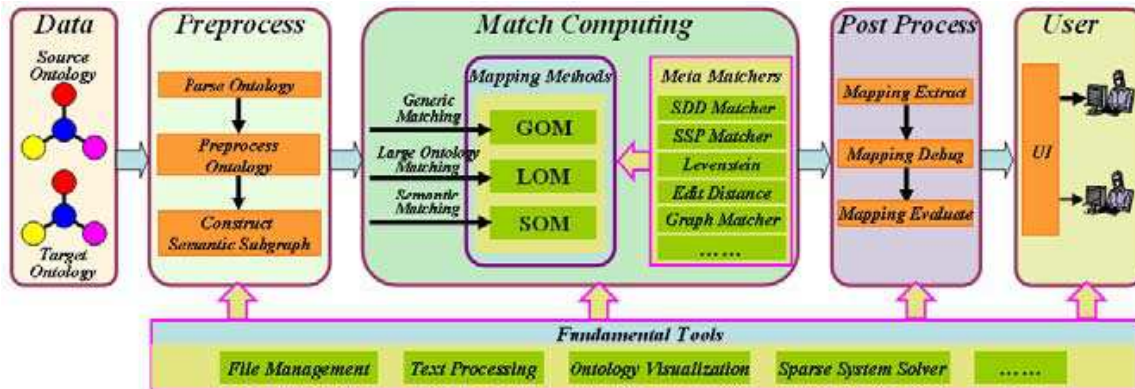 Data
Source
Ontology
Target
Ontology
Preprocess
Parse Ontology
Preprocess
Ontology
Construct
Semantic Subgraph
Match Computing
Generic
Matching
Large Ontology
Matching
Semantic
Matching
Mapping Methods
GOM
LOM
SOM
Meta Matchers
SDD Matcher
SSP Matcher
Levenstein
Edit Distance
Graph Matcher
……
Post Process
Mapping Extract
Mapping Debug
Mapping Evaluate
User
UI
Fundamental Tools
File Management
Text Processing
Ontology Visualization
Sparse System Solver
……